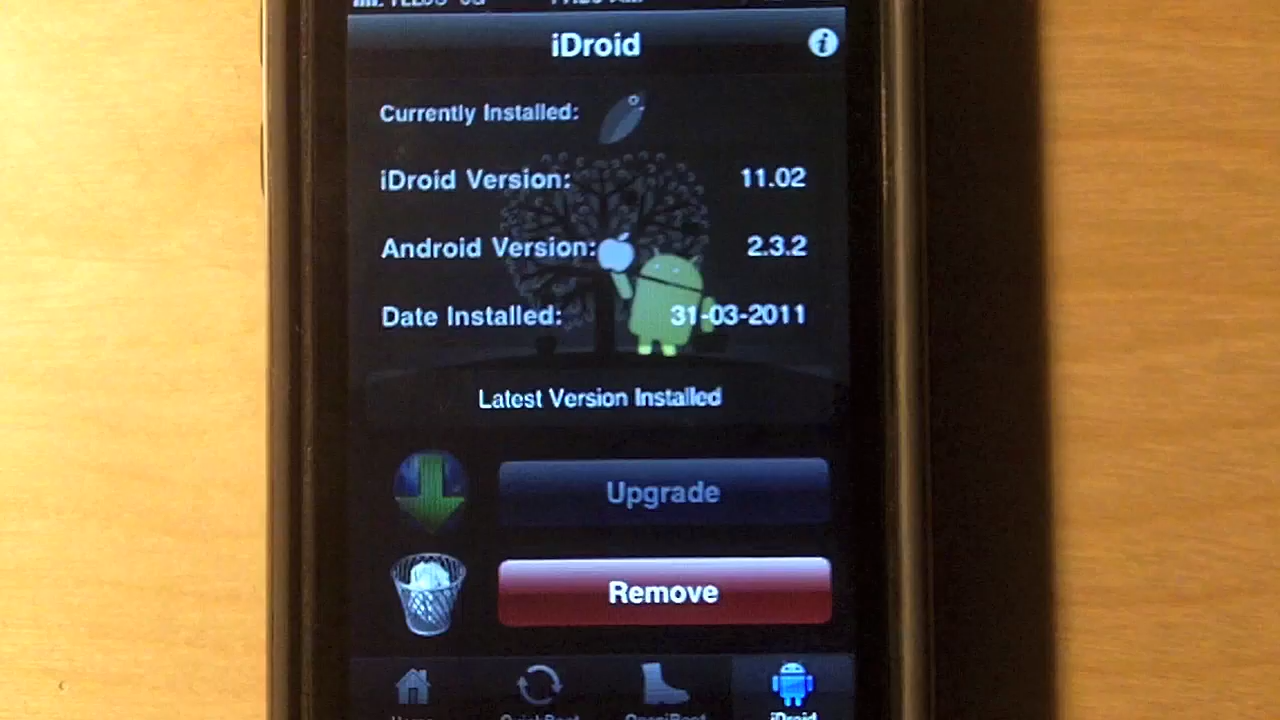 iDroid
Currently Installed:
iDroid Version: 11.02
Android Version: 2.3.2
Date Installed: 31-03-2011
Latest Version Installed
Upgrade
Remove
iDroid